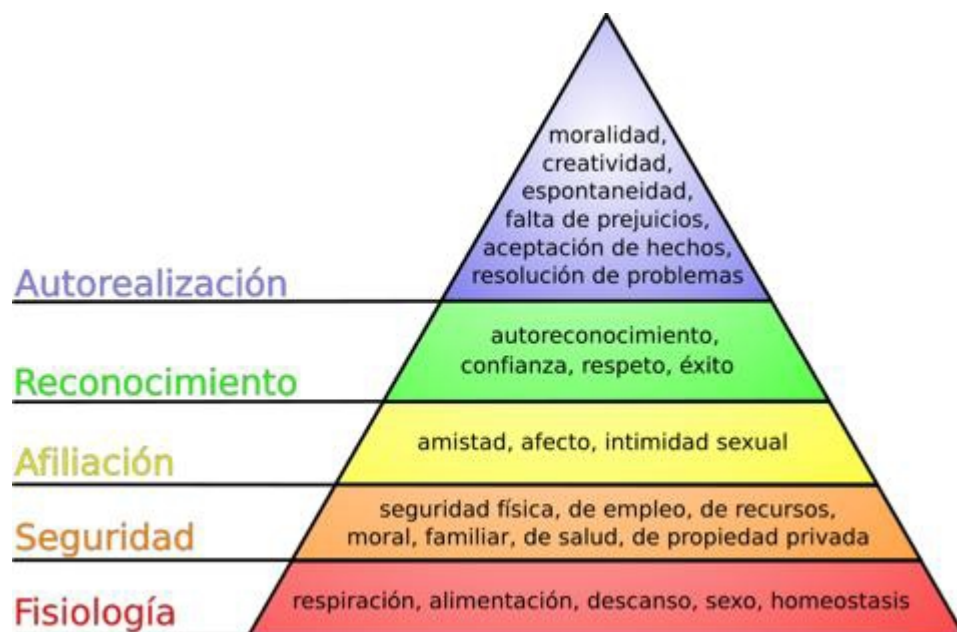 moralidad,
creatividad,
espontaneidad,
falta de prejuicios,
aceptación de hechos,
resolución de problemas
Autorealización
autoreconocimiento,
confianza, respeto, éxito
Reconocimiento
amistad, afecto, intimidad sexual
Afiliación
seguridad física, de empleo, de recursos,
moral, familiar, de salud, de propiedad privada
Seguridad
respiración, alimentación, descanso, sexo, homeostasis
Fisiología